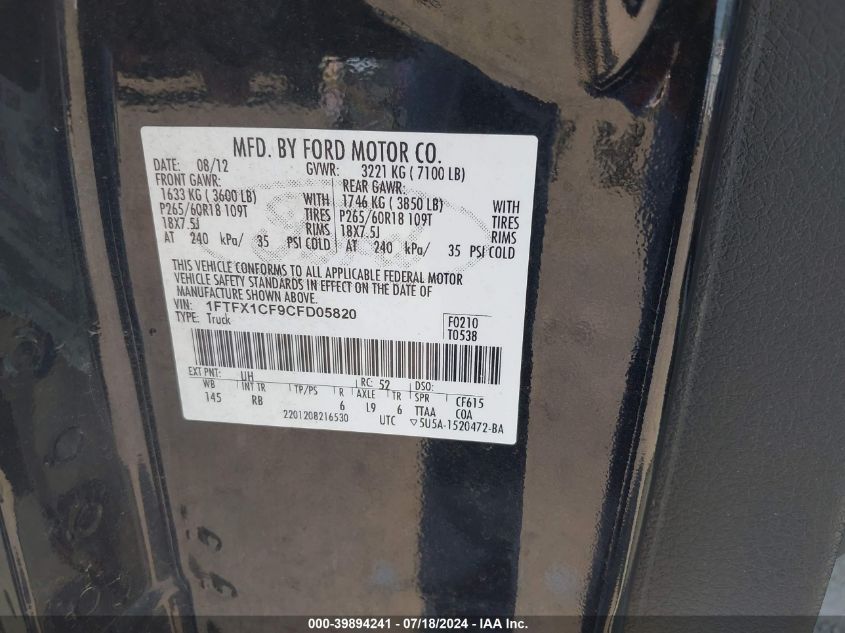 MFD. BY FORD MOTOR CO.
DATE: 08/12 GVWR: 3221 KG ( 7100 LB)
FRONT GAWR: REAR GAWR:
1633 KG ( 3600 LB) WITH 1746 KG ( 3850 LB) WITH
P265/60R18 109T TIRES P265/60R18 109T TIRES
18X7.5J RIMS 18X7.5J RIMS
AT 240 kPa/ 35 PSI COLD AT 240 kPa/ 35 PSI COLD
THIS VEHICLE CONFORMS TO ALL APPLICABLE FEDERAL MOTOR
VEHICLE SAFETY STANDARDS IN EFFECT ON THE DATE OF
MANUFACTURE SHOWN ABOVE.
VIN: 1FTFX1CF9CFD05820
TYPE: Truck
F0210
T0538
EXT PNT: UH RC: 52 DSO:
WB INT TR TP/PS R AXLE TR SPR CF615
145 RB 6 L9 6 TTAA COA
2201208216530 UTC ▽5U5A-1520472-BA
000-39894241 - 07/18/2024 - IAA Inc.